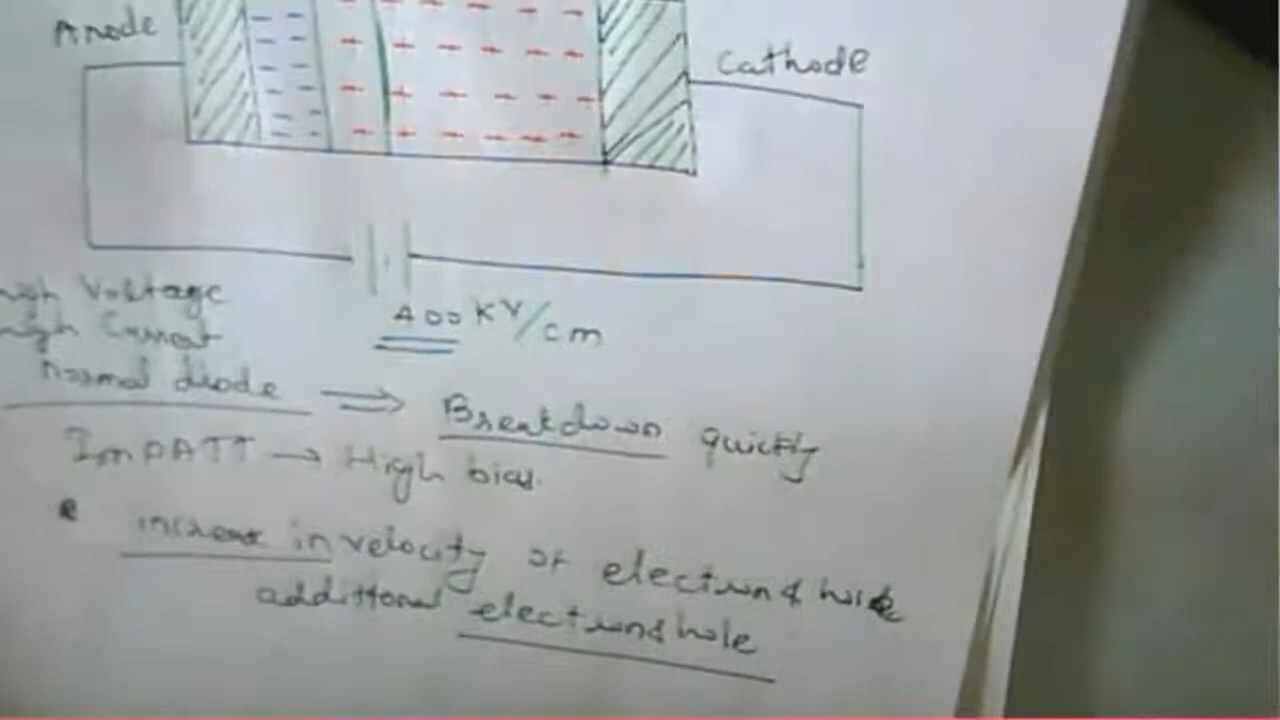 Anode
Cathode
400 KV/cm
high Voltage
high Current
Normal diode ⇒ Breakdown quickly
ImPATT → High bias.
increase in velocity of electron & hole
additional electron & hole